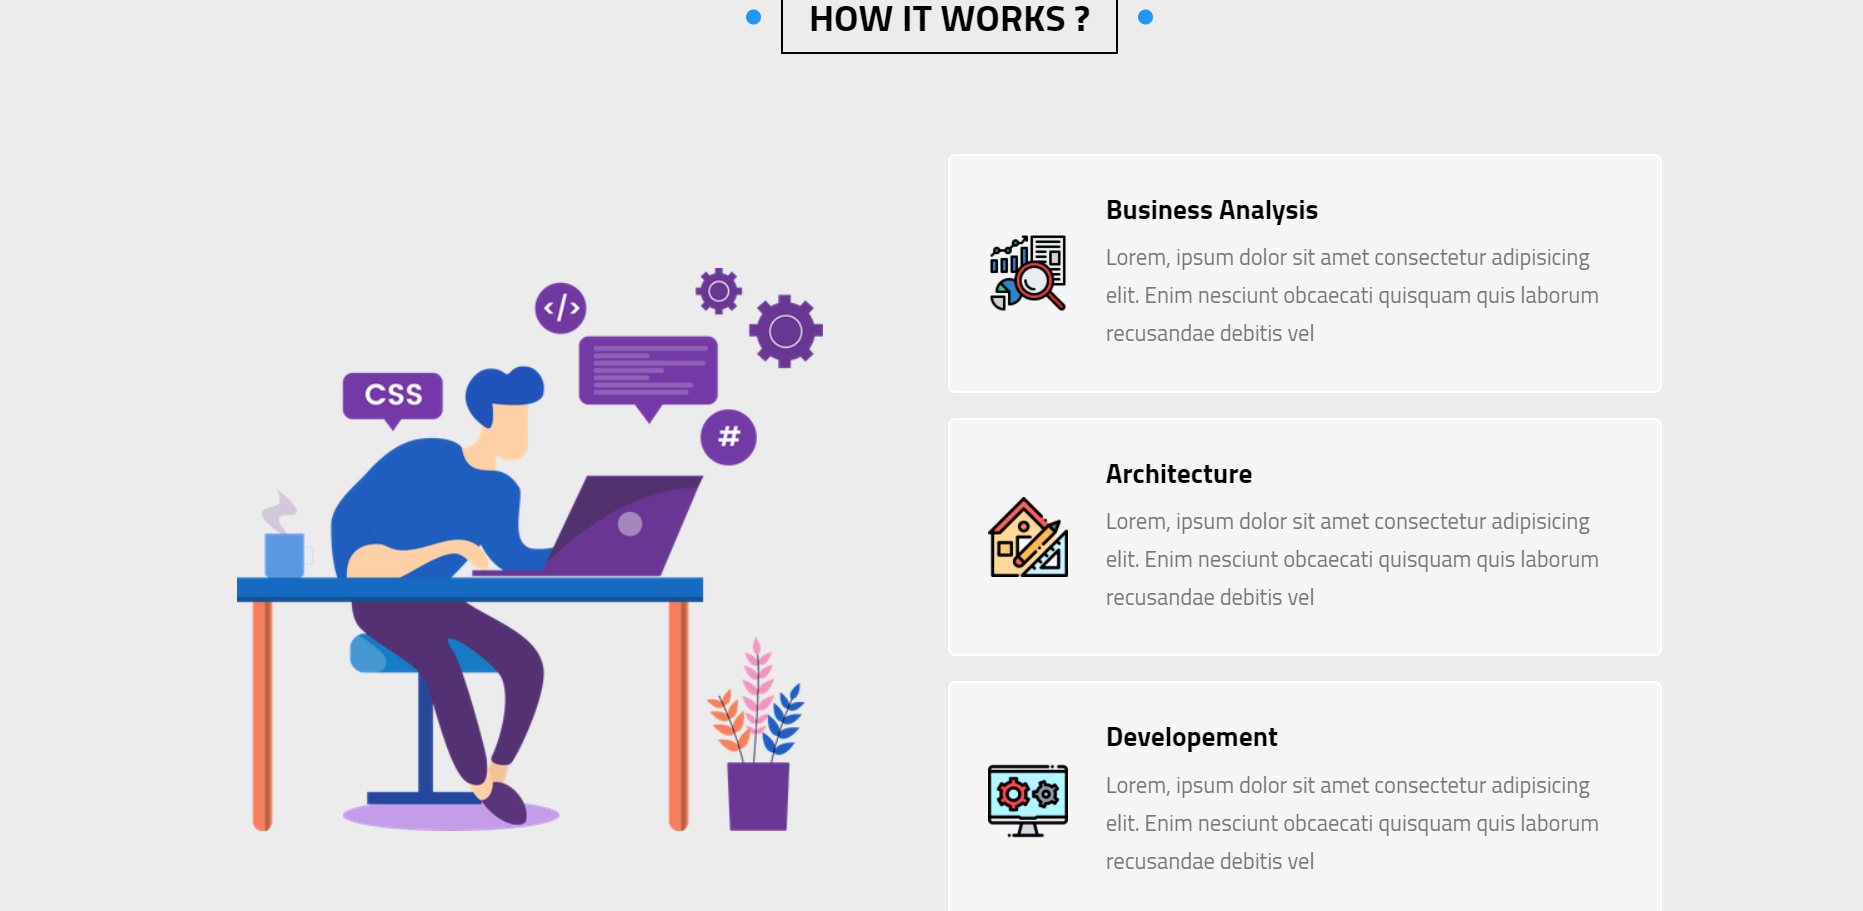 HOW IT WORKS ?
</>
CSS
#
Business Analysis
Lorem, ipsum dolor sit amet consectetur adipisicing
elit. Enim nesciunt obcaecati quisquam quis laborum
recusandae debitis vel
Architecture
Lorem, ipsum dolor sit amet consectetur adipisicing
elit. Enim nesciunt obcaecati quisquam quis laborum
recusandae debitis vel
Developement
Lorem, ipsum dolor sit amet consectetur adipisicing
elit. Enim nesciunt obcaecati quisquam quis laborum
recusandae debitis vel